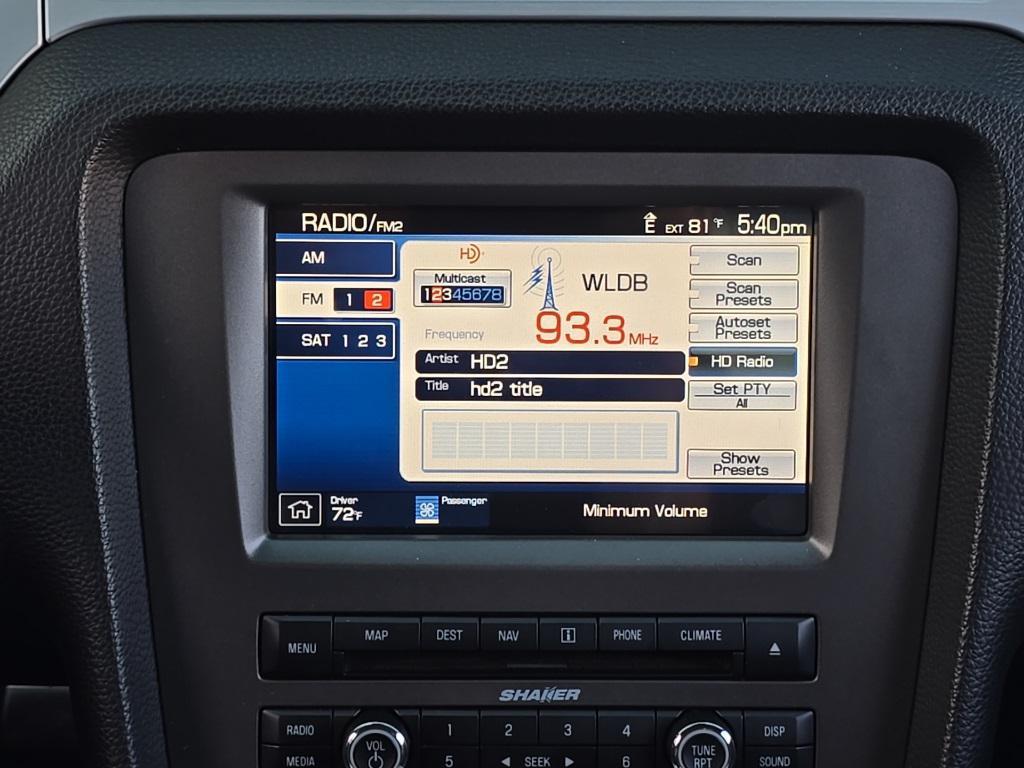 RADIO/FM2
E EXT 81°F 5:40pm
AM
FM 1 2
SAT 1 2 3
HD
Multicast
12345678
WLDB
Frequency
93.3 MHz
Artist HD2
Title hd2 title
Scan
Scan
Presets
Autoset
Presets
HD Radio
Set PTY
All
Show
Presets
Driver
72°F
Passenger
Minimum Volume
MENU MAP DEST NAV i PHONE CLIMATE
SHAKER
RADIO VOL 1 2 3 4 TUNE DISP
MEDIA 5 SEEK 6 RPT SOUND